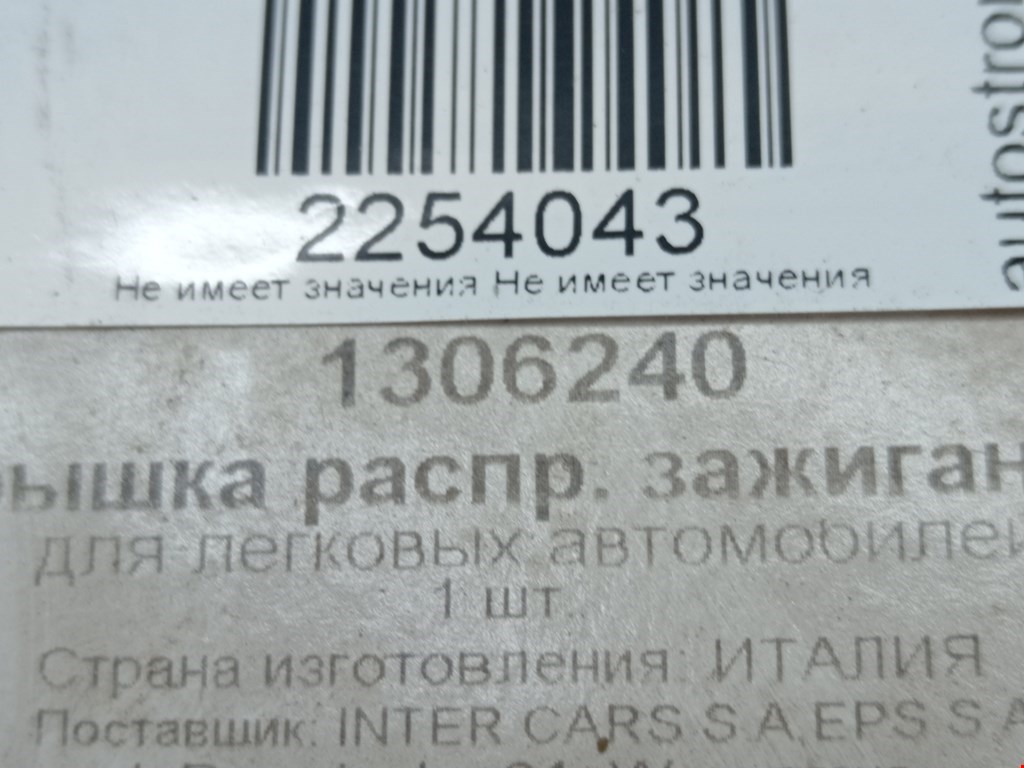 2254043
Не имеет значения Не имеет значения
autostro
1306240
рышка распр. зажиган
для легковых автомобилей
1 шт.
Страна изготовления: ИТАЛИЯ
Поставщик: INTER CARS S.A, EPS S.A